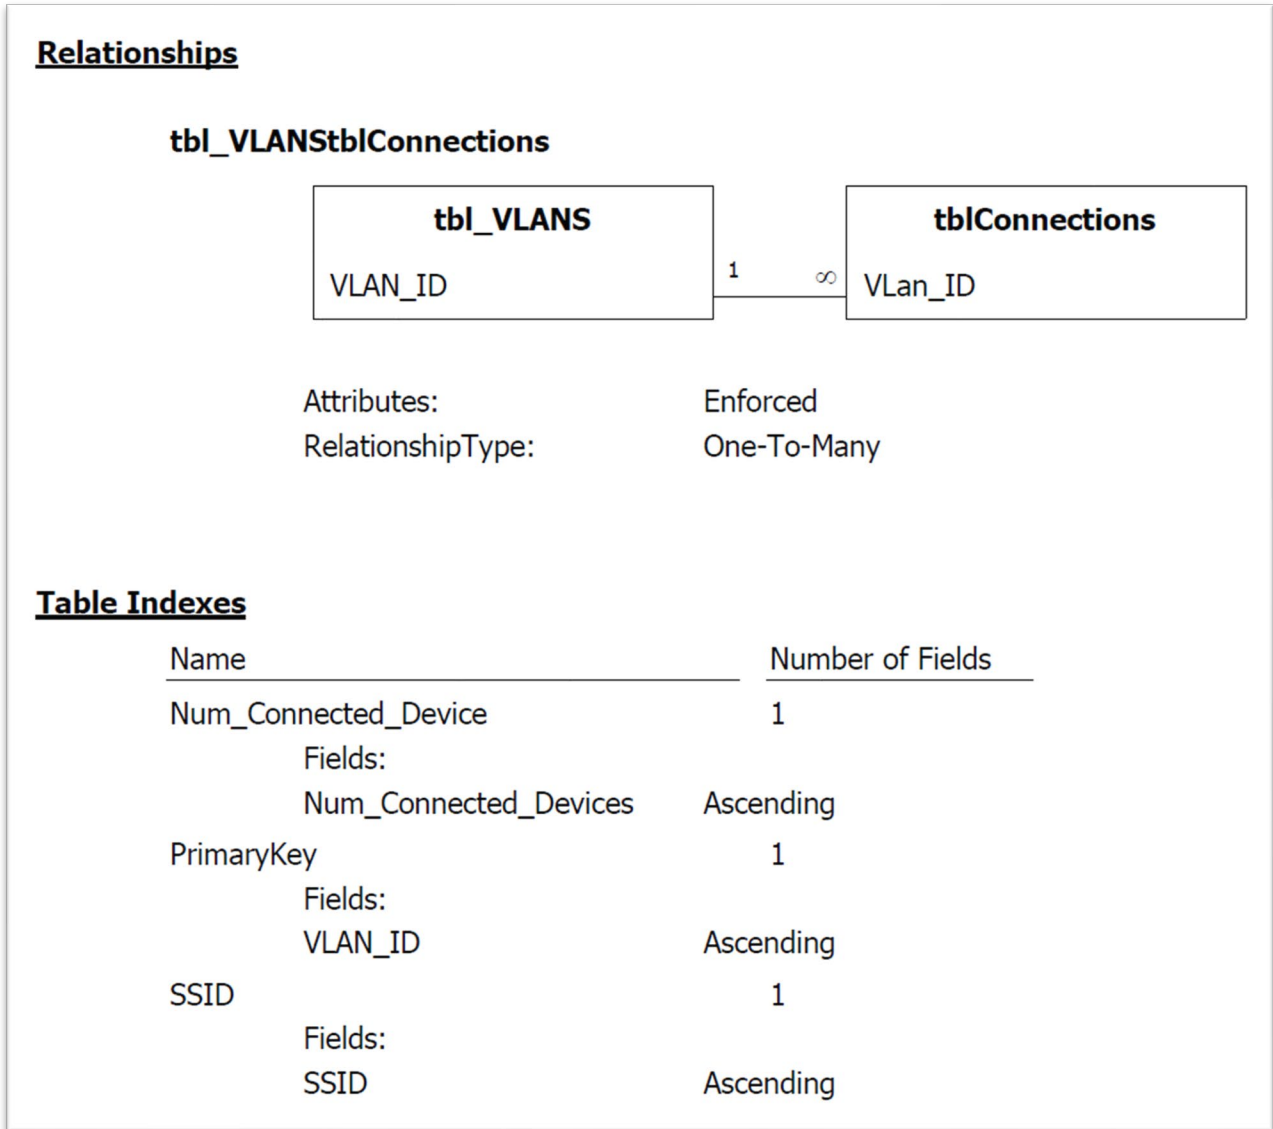 Relationships
tbl_VLANStblConnections
tbl_VLANS tblConnections
1 ∞
VLAN_ID VLan_ID
Attributes: Enforced
RelationshipType: One-To-Many
Table Indexes
Name Number of Fields
Num_Connected_Device 1
Fields:
Num_Connected_Devices Ascending
PrimaryKey 1
Fields:
VLAN_ID Ascending
SSID 1
Fields:
SSID Ascending